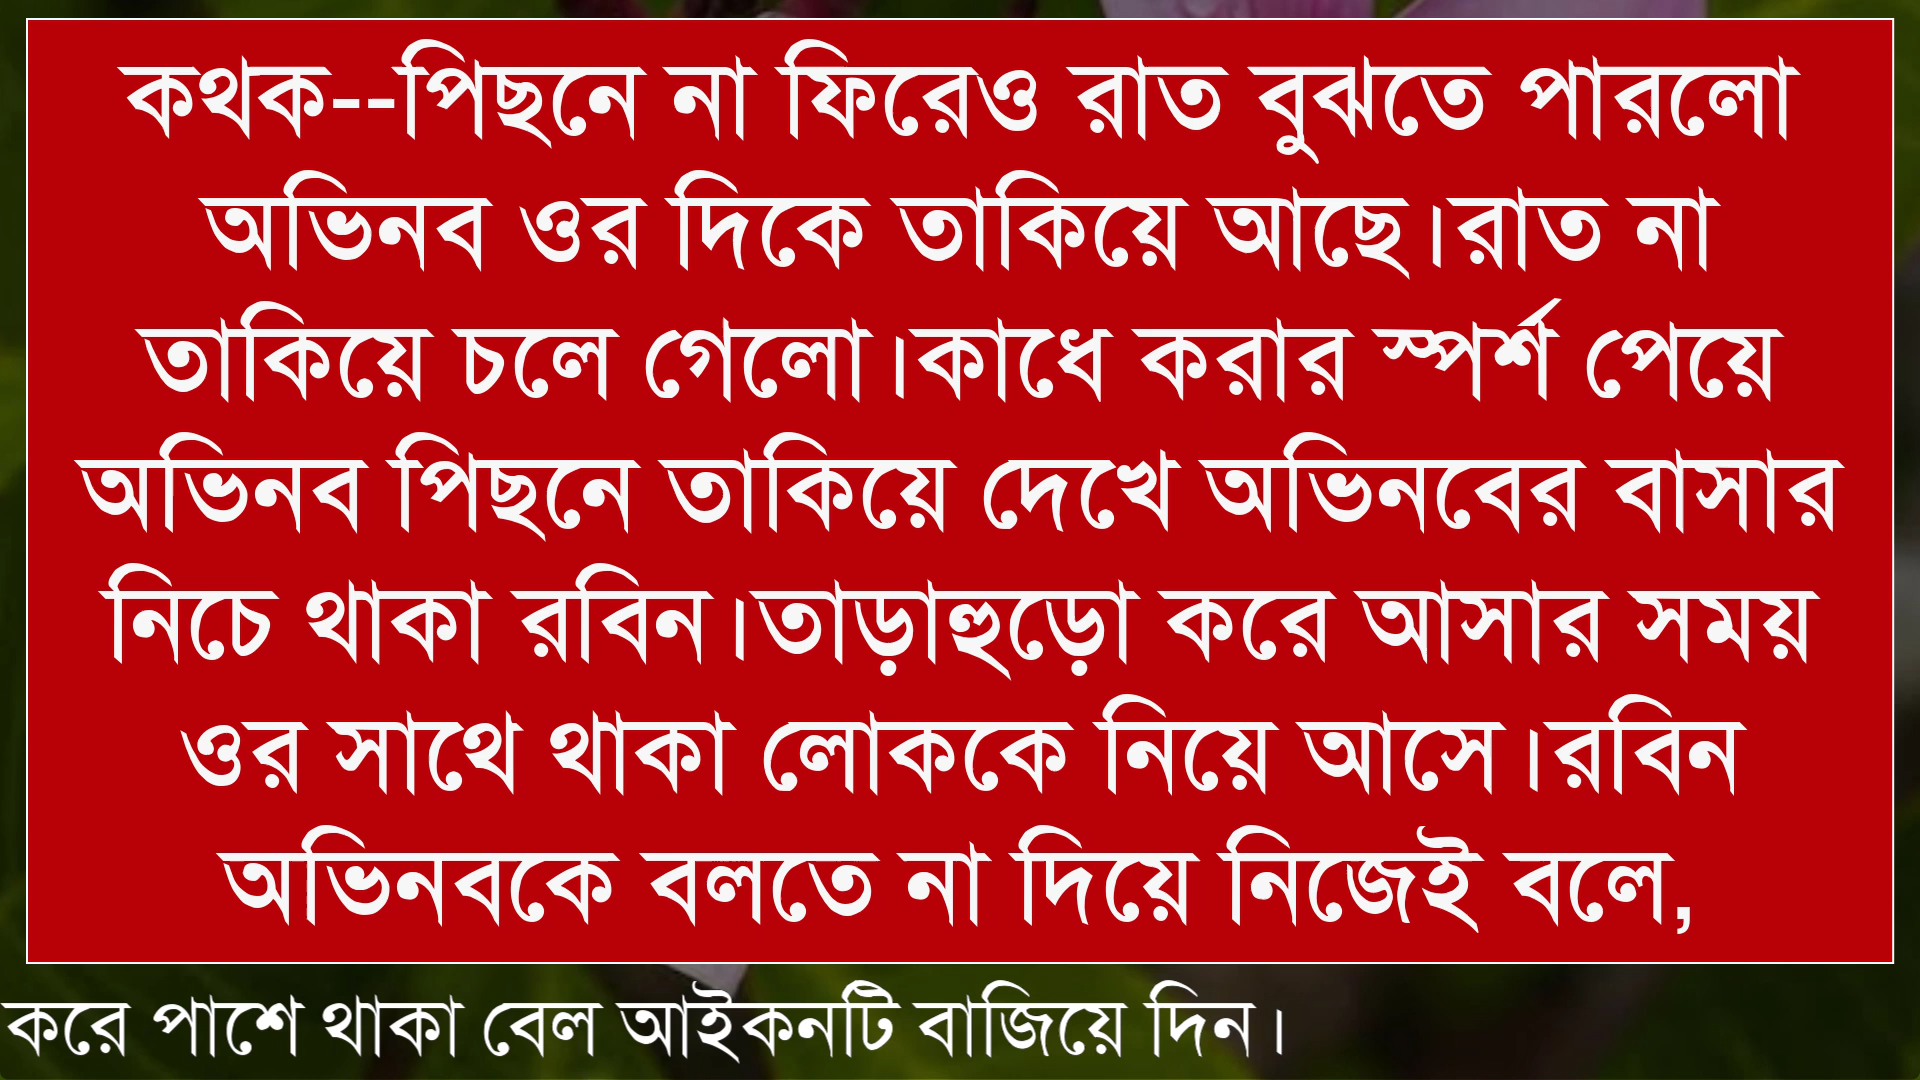 কথক--পিছনে না ফিরেও রাত বুঝতে পারলো
অভিনব ওর দিকে তাকিয়ে আছে।রাত না
তাকিয়ে চলে গেলো।কাধে করার স্পর্শ পেয়ে
অভিনব পিছনে তাকিয়ে দেখে অভিনবের বাসার
নিচে থাকা রবিন।তাড়াহুড়ো করে আসার সময়
ওর সাথে থাকা লোককে নিয়ে আসে।রবিন
অভিনবকে বলতে না দিয়ে নিজেই বলে,
করে পাশে থাকা বেল আইকনটি বাজিয়ে দিন।